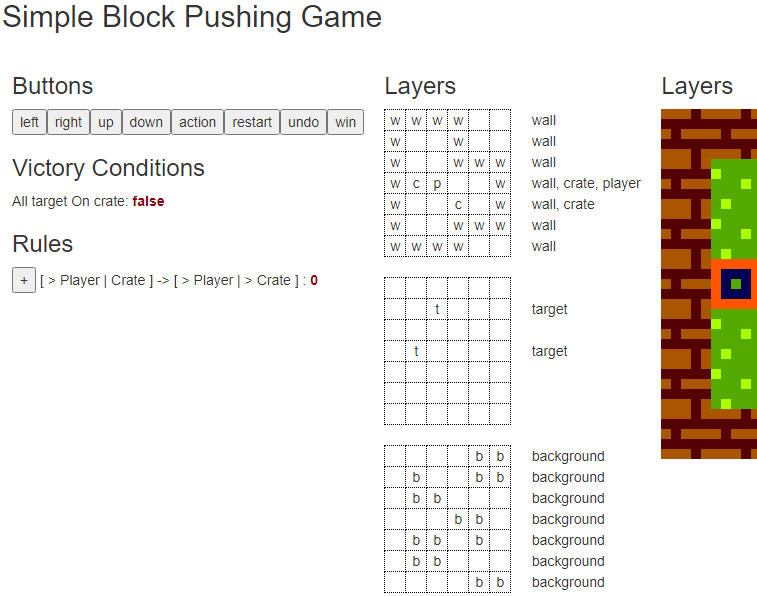 Simple Block Pushing Game
Buttons
left right up down action restart undo win
Victory Conditions
All target On crate: false
Rules
+ [ > Player | Crate ] -> [ > Player | > Crate ] : 0
Layers
w w w w wall
w w wall
w w w w wall
w c p w wall, crate, player
w c w wall, crate
w w w w wall
w w w w wall
t target
t target
b b background
b b b background
b b background
b b background
b b b background
b b background
b b background
Layers